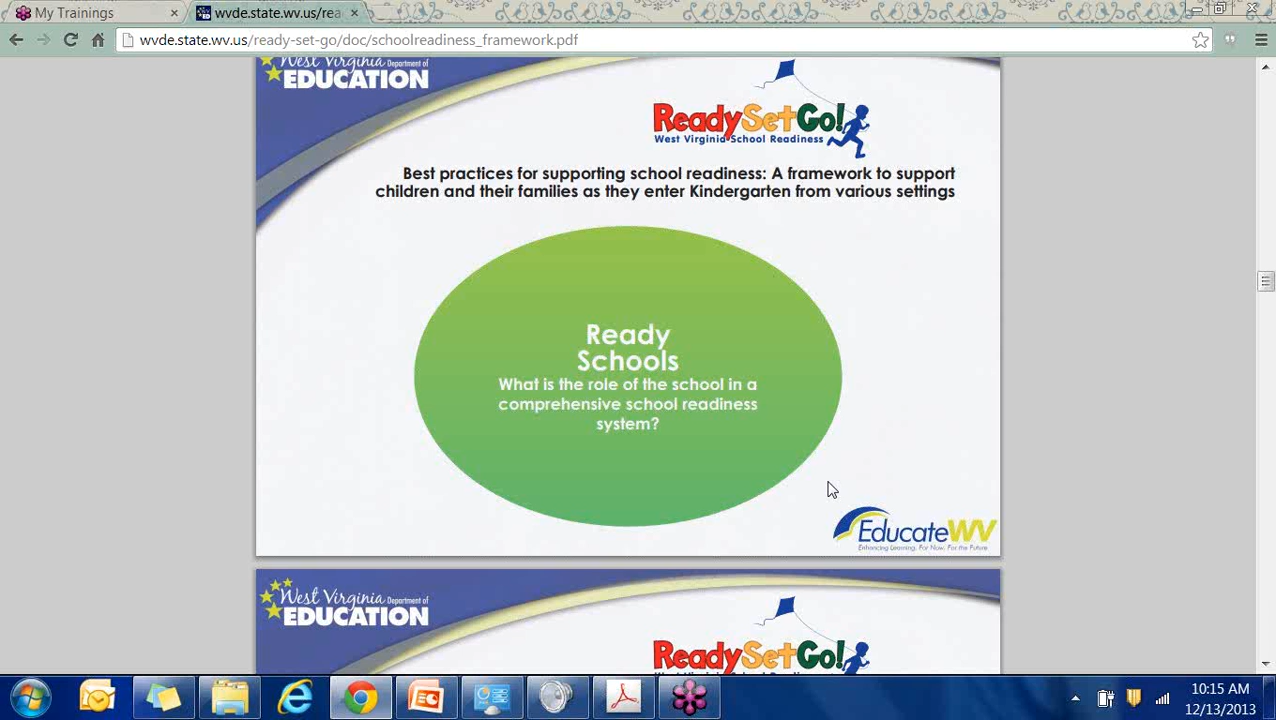 My Trainings
wvde.state.wv.us/rea
wvde.state.wv.us/ready-set-go/doc/schoolreadiness_framework.pdf
West Virginia Department of
EDUCATION
ReadySetGo!
West Virginia School Readiness
Best practices for supporting school readiness: A framework to support
children and their families as they enter Kindergarten from various settings
Ready
Schools
What is the role of the school in a
comprehensive school readiness
system?
EducateWV
Enhancing Learning. For Now. For the Future
West Virginia Department of
EDUCATION
ReadySetGo!
West Virginia School Readiness
10:15 AM
12/13/2013